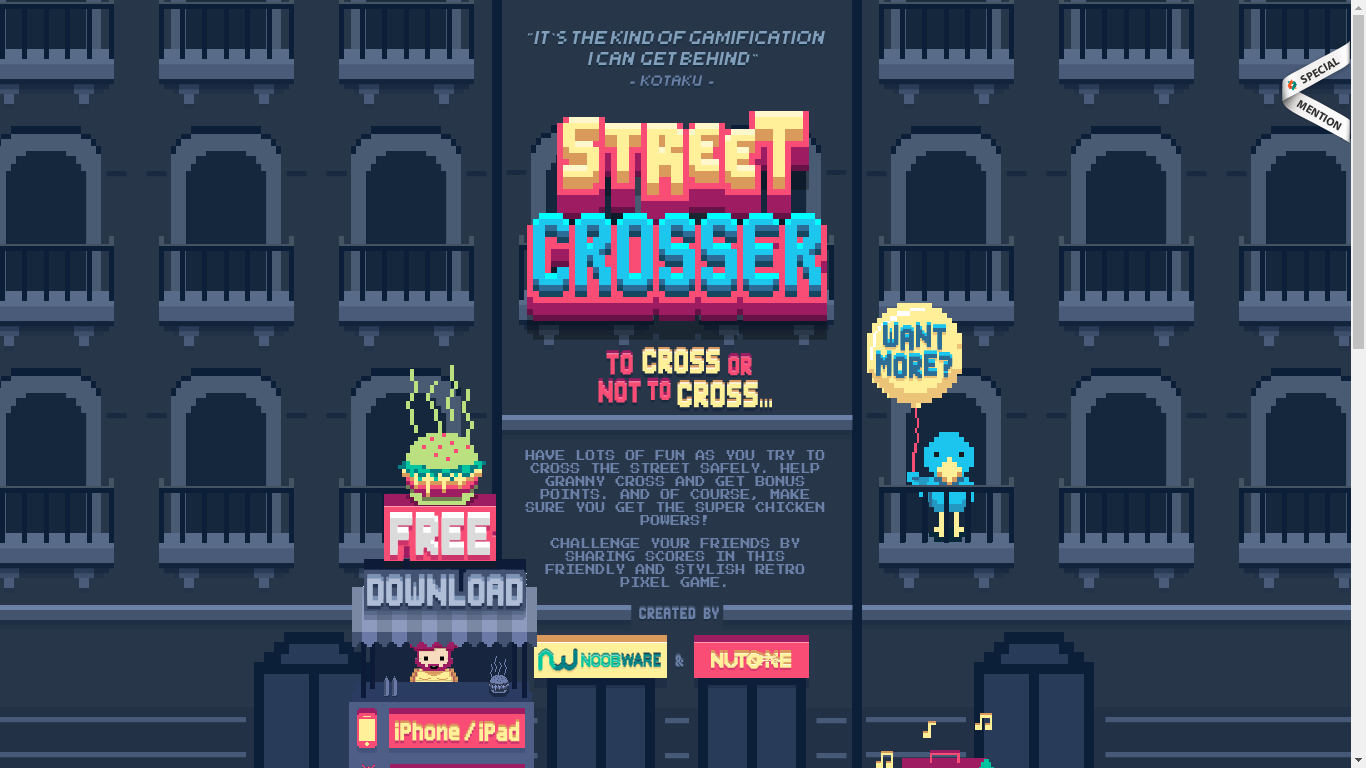 "IT'S THE KIND OF GAMIFICATION
I CAN GET BEHIND"
- KOTAKU -
SPECIAL
MENTION
STREET
CROSSER
TO CROSS OR
NOT TO CROSS...
WANT
MORE?
HAVE LOTS OF FUN AS YOU TRY TO
CROSS THE STREET SAFELY. HELP
GRANNY CROSS AND GET BONUS
POINTS. AND OF COURSE, MAKE
SURE YOU GET THE SUPER CHICKEN
POWERS!
CHALLENGE YOUR FRIENDS BY
SHARING SCORES IN THIS
FRIENDLY AND STYLISH RETRO
PIXEL GAME.
FREE
DOWNLOAD
CREATED BY
NOOBWARE & NUTONE
iPhone / iPad